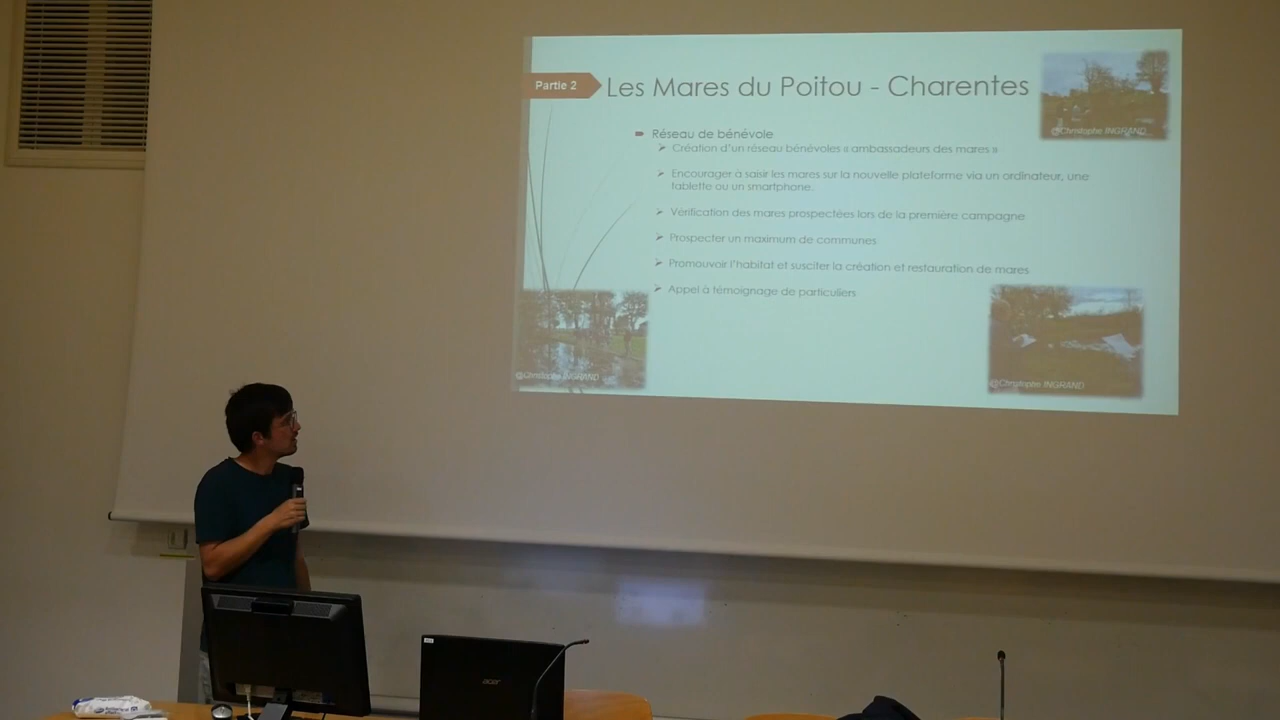 Partie 2
Les Mares du Poitou - Charentes
@Christophe INGRAND
Réseau de bénévole
Création d'un réseau bénévoles « ambassadeurs des mares »
Encourager à saisir les mares sur la nouvelle plateforme via un ordinateur, une
tablette ou un smartphone.
Vérification des mares prospectées lors de la première campagne
Prospecter un maximum de communes
Promouvoir l'habitat et susciter la création et restauration de mares
Appel à témoignage de particuliers
@Christophe INGRAND
@Christophe INGRAND
acer